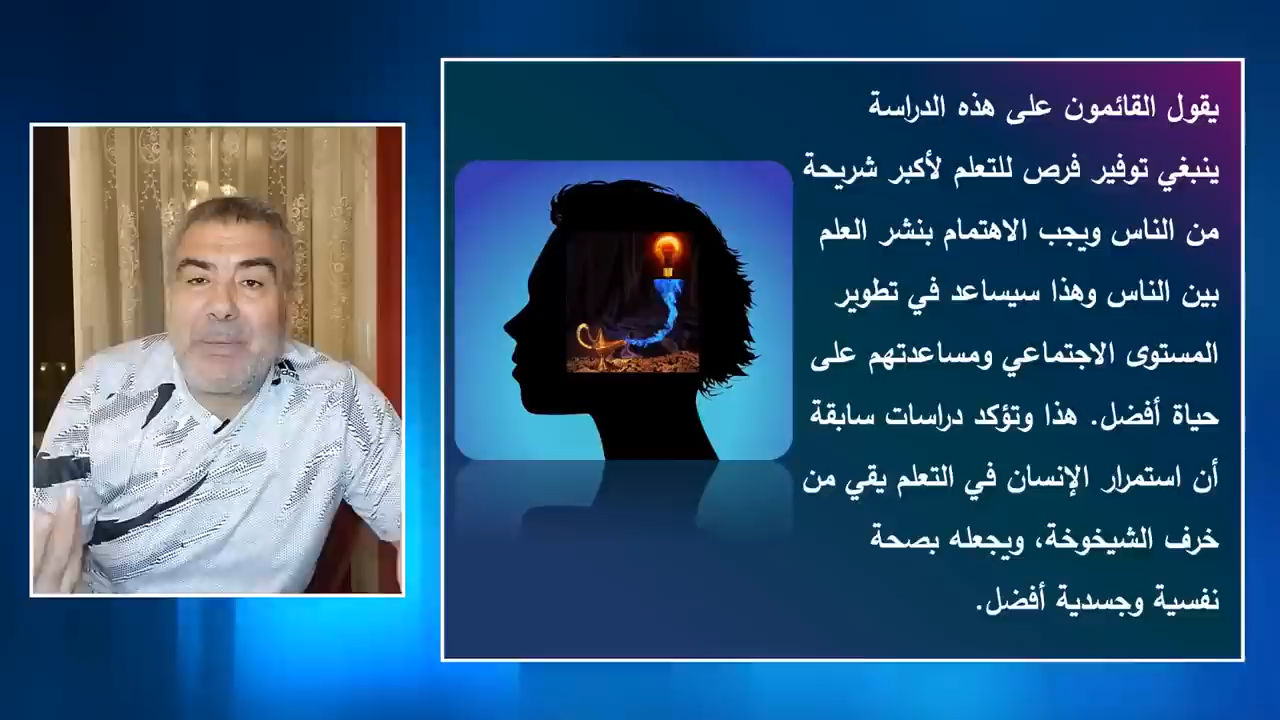 يقول القائمون على هذه الدراسة
ينبغي توفير فرص للتعلم لأكبر شريحة
من الناس ويجب الاهتمام بنشر العلم
بين الناس وهذا سيساعد في تطوير
المستوى الاجتماعي ومساعدتهم على
حياة أفضل. هذا وتؤكد دراسات سابقة
أن استمرار الإنسان في التعلم يقي من
خرف الشيخوخة، ويجعله بصحة
نفسية وجسدية أفضل.